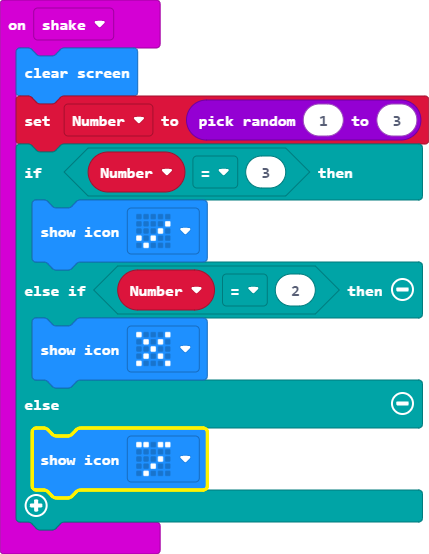 on shake
clear screen
set Number to pick random 1 to 3
if Number = 3 then
show icon
else if Number = 2 then
show icon
else
show icon